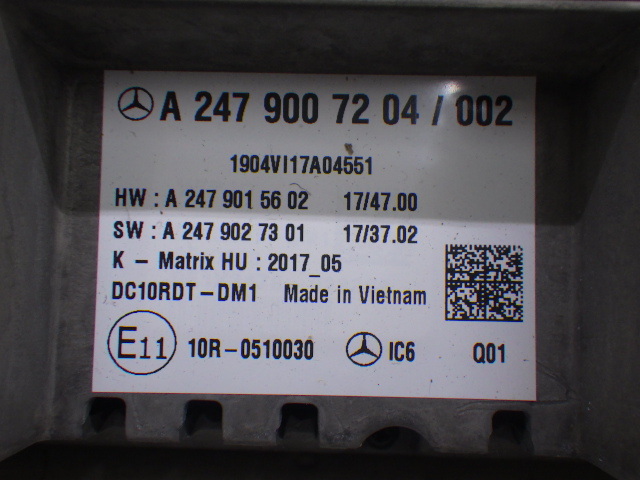 A 247 900 72 04 / 002
1904VI17A04551
HW : A 247 901 56 02 17/47.00
SW : A 247 902 73 01 17/37.02
K - Matrix HU : 2017_05
DC10RDT-DM1 Made in Vietnam
E11 10R-0510030 IC6 Q01